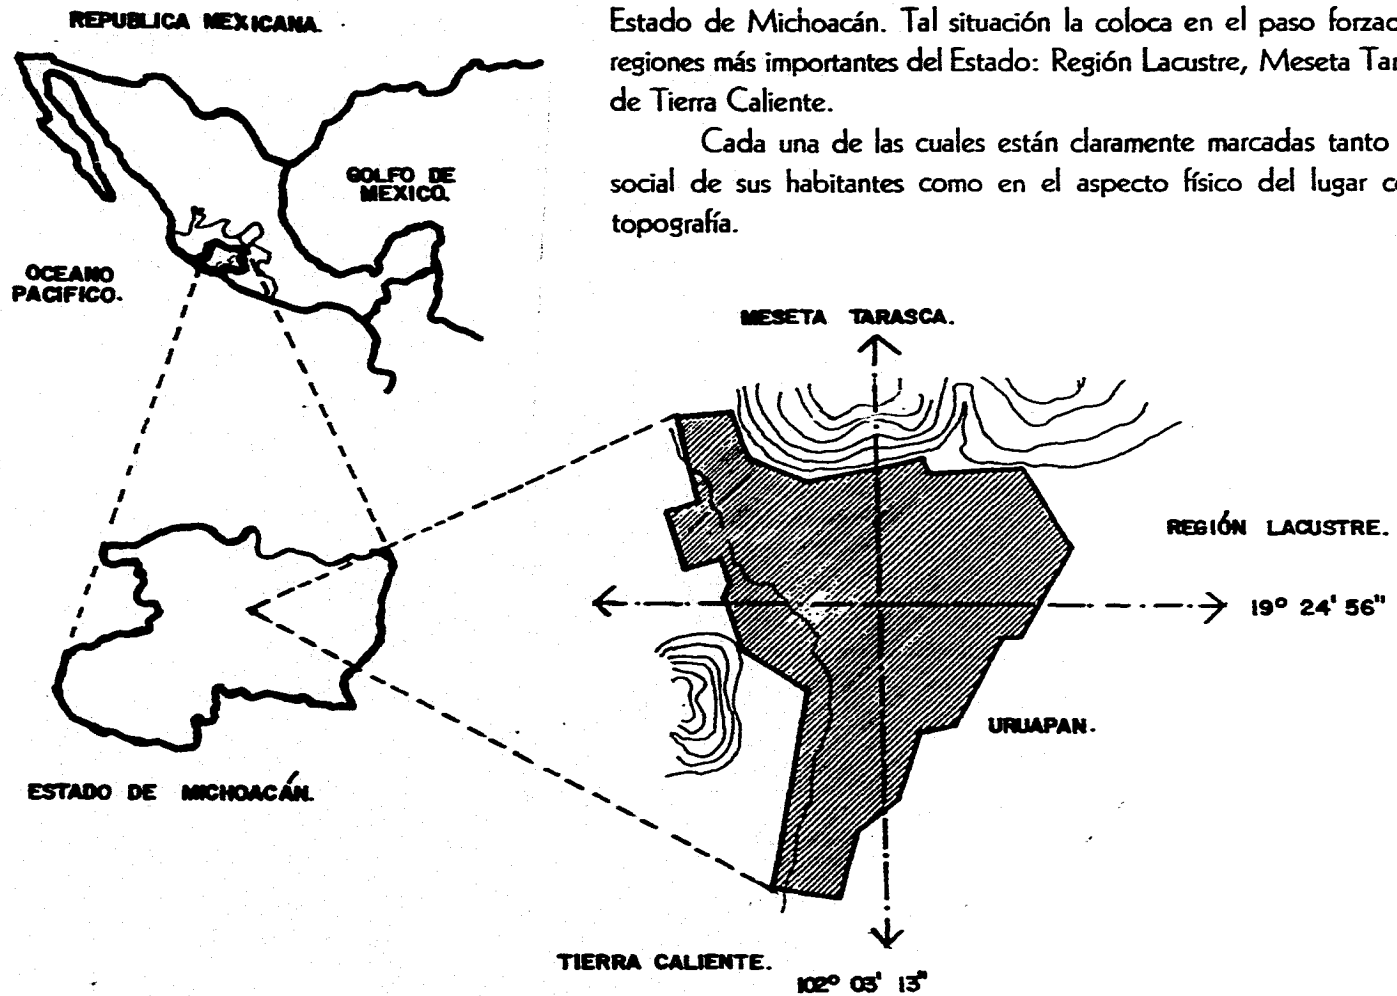 REPUBLICA MEXICANA.
Estado de Michoacán. Tal situación la coloca en el paso
regiones más importantes del Estado: Región Lacustre, Meseta
de Tierra Caliente.
Cada una de las cuales están claramente marcadas tanto
social de sus habitantes como en el aspecto físico del lugar
topografía.
GOLFO DE
MEXICO.
OCEANO
PACIFICO.
MESETA TARASCA.
REGIÓN LACUSTRE.
19° 24' 56"
URUAPAN.
ESTADO DE MICHOACÁN.
TIERRA CALIENTE.
102° 03' 13"